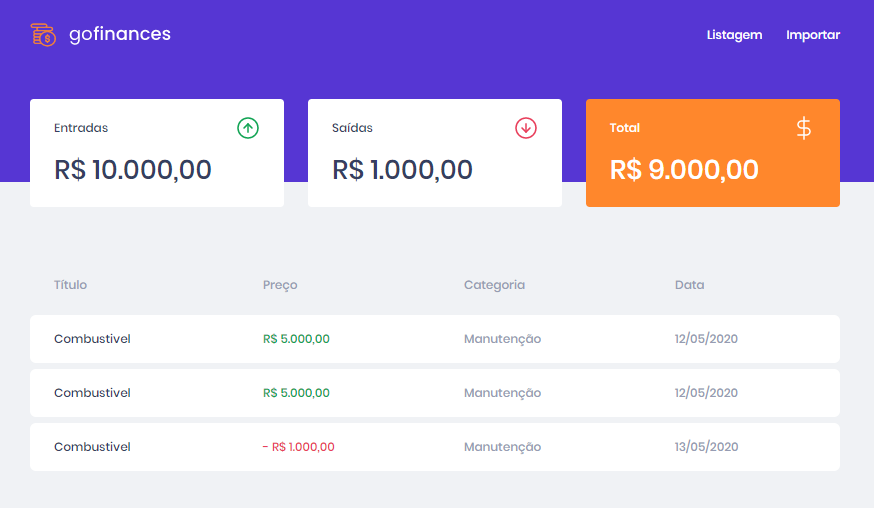 gofinances
Listagem Importar
Entradas
R$ 10.000,00
Saídas
R$ 1.000,00
Total
$
R$ 9.000,00
Título Preço Categoria Data
Combustivel R$ 5.000,00 Manutenção 12/05/2020
Combustivel R$ 5.000,00 Manutenção 12/05/2020
Combustivel - R$ 1.000,00 Manutenção 13/05/2020